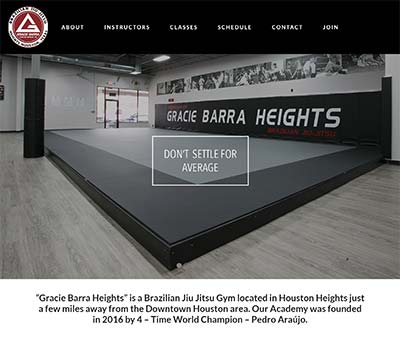 GRACIE BARRA
ABOUT INSTRUCTORS CLASSES SCHEDULE CONTACT JOIN
GRACIE BARRA HEIGHTS
BRAZILIAN JIU-JITSU
DON'T SETTLE FOR
AVERAGE
“Gracie Barra Heights” is a Brazilian Jiu Jitsu Gym located in Houston Heights just
a few miles away from the Downtown Houston area. Our Academy was founded
in 2016 by 4 – Time World Champion – Pedro Araújo.